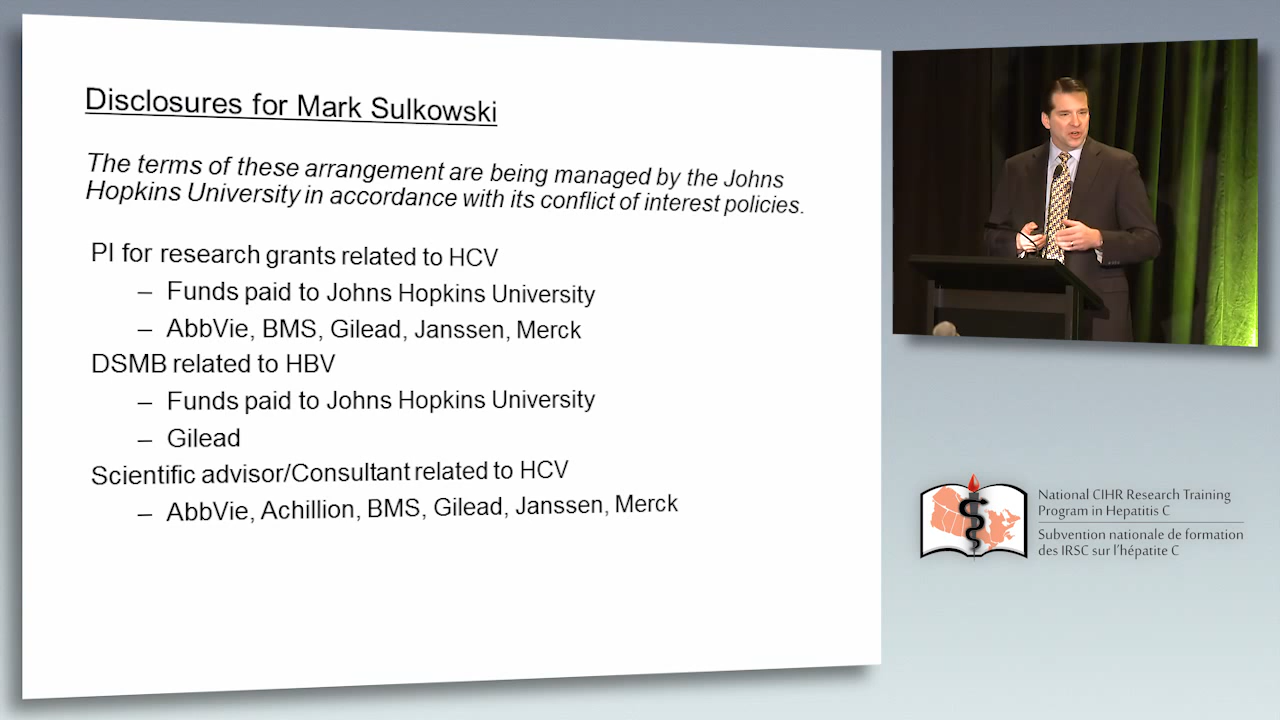 Disclosures for Mark Sulkowski
The terms of these arrangement are being managed by the Johns
Hopkins University in accordance with its conflict of interest policies.
PI for research grants related to HCV
– Funds paid to Johns Hopkins University
– AbbVie, BMS, Gilead, Janssen, Merck
DSMB related to HBV
– Funds paid to Johns Hopkins University
– Gilead
Scientific advisor/Consultant related to HCV
– AbbVie, Achillion, BMS, Gilead, Janssen, Merck
National CIHR Research Training
Program in Hepatitis C
Subvention nationale de formation
des IRSC sur l'hépatite C